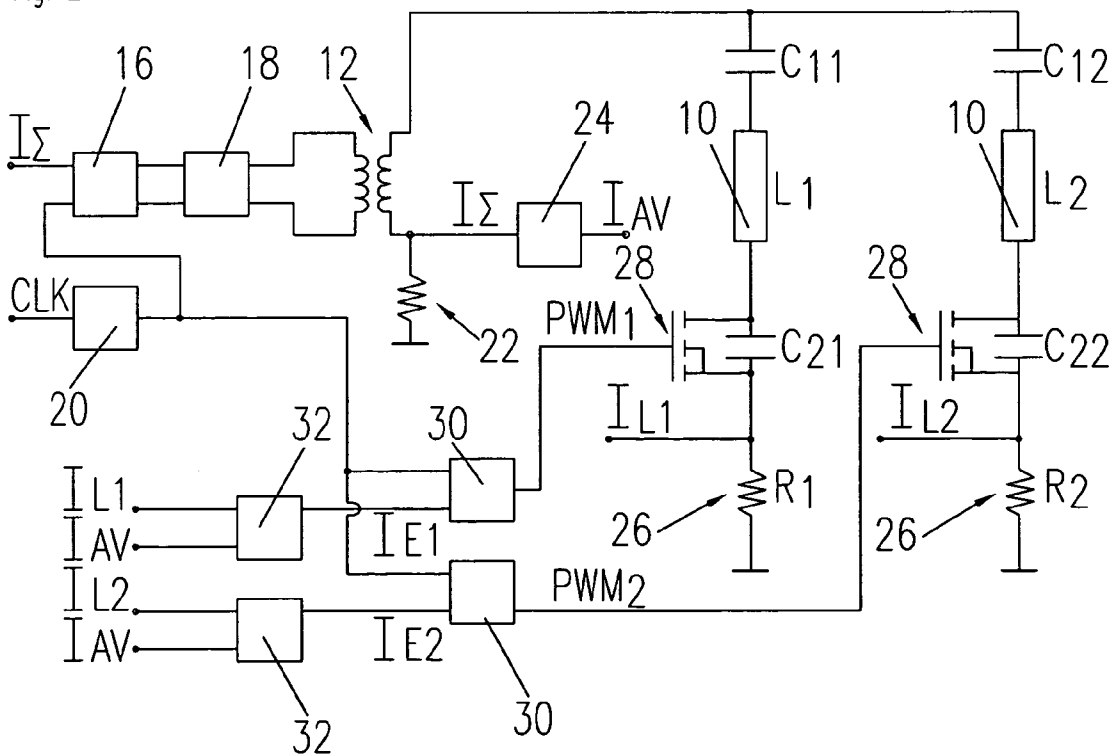 16
18
12
C11
C12
24
10
10
IΣ
IΣ
IAV
L1
L2
28
28
CLK
PWM1
22
C21
C22
20
IL1
IL2
32
30
IL1
R1
R2
IAV
IE1
26
26
IL2
PWM2
IAV
IE2
30
32